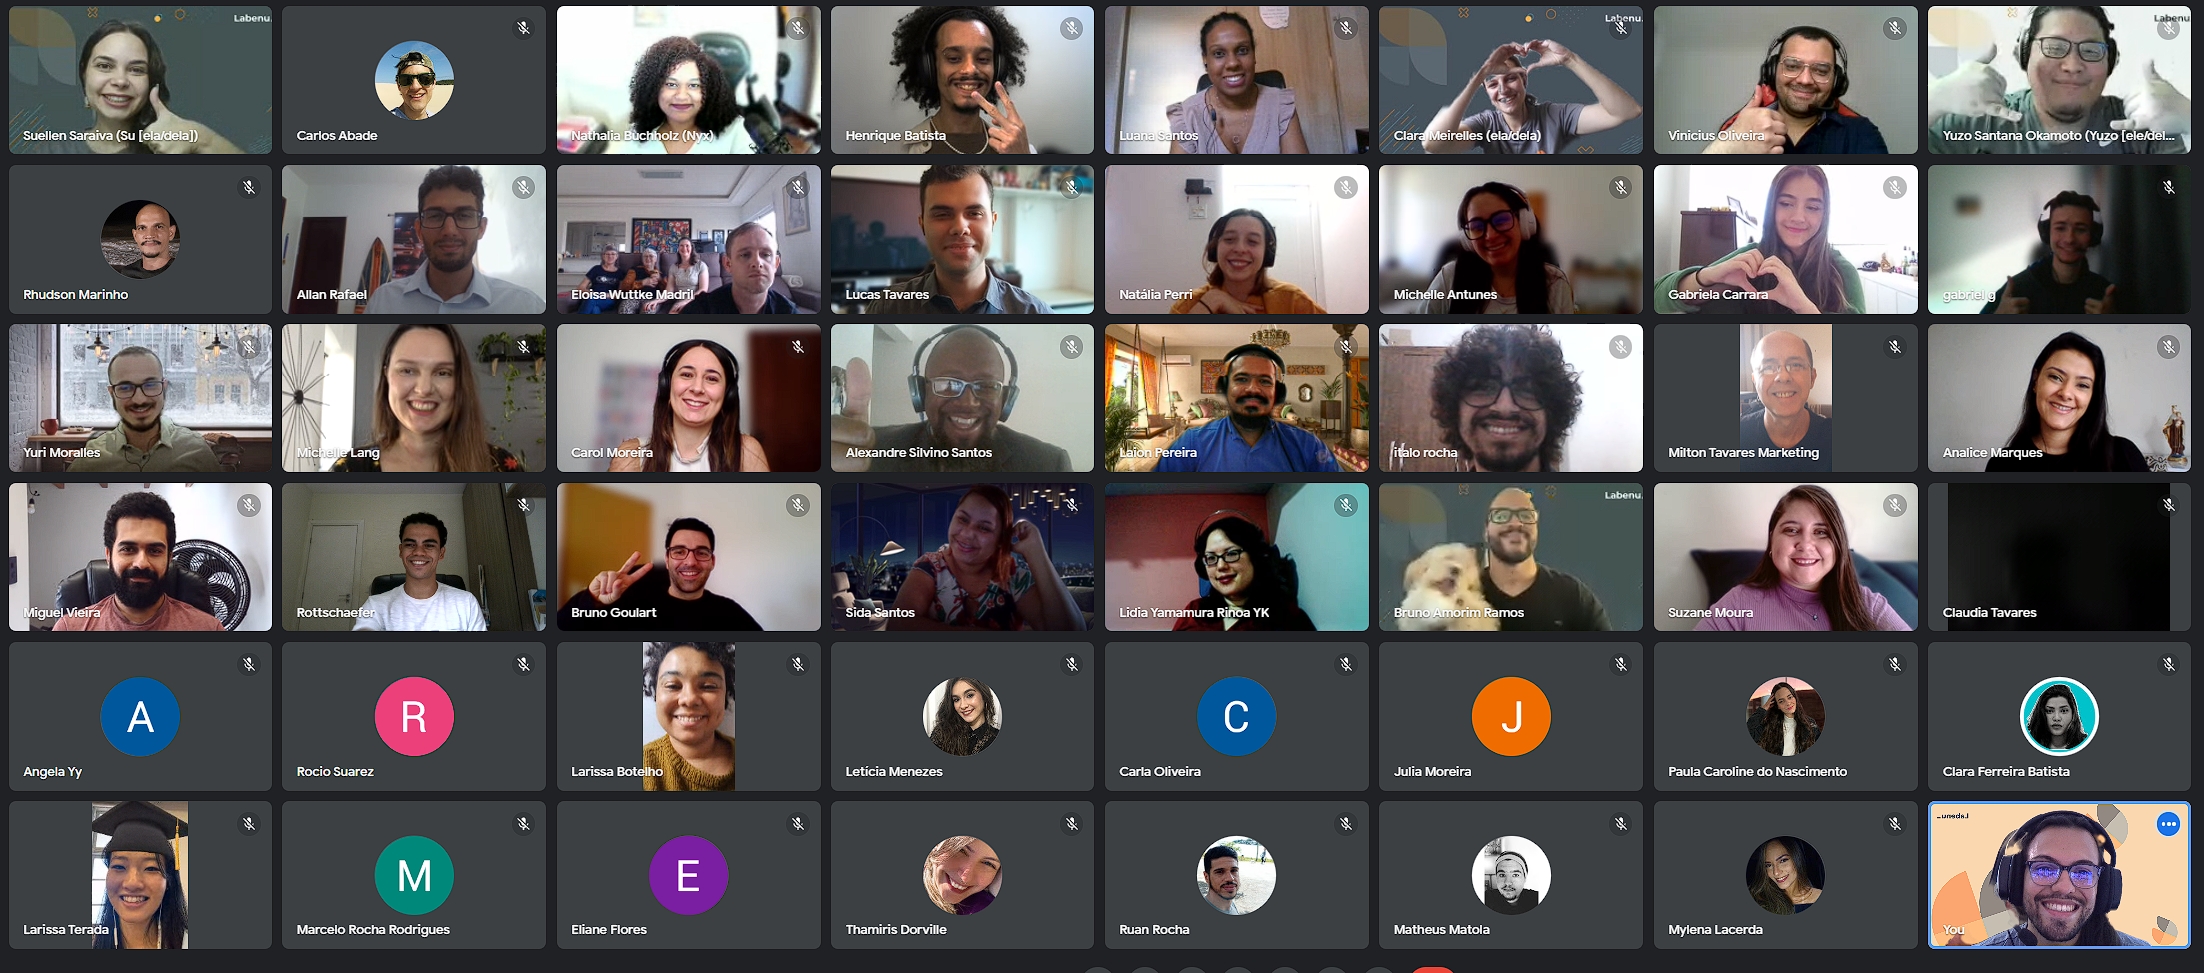 Labenu.
Suellen Saraiva (Su [ela/dela])
Carlos Abade
Nathalia Buchholz (Nyx)
Henrique Batista
Luana Santos
Labenu.
Clara Meirelles (ela/dela)
Vinicius Oliveira
Labenu.
Yuzo Santana Okamoto (Yuzo [ele/del...
Rhudson Marinho
Allan Rafael
Eloisa Wuttke Madril
Lucas Tavares
Natália Perri
Michelle Antunes
Gabriela Carrara
gabriel g
Yuri Moralles
Michelle Lang
Carol Moreira
Alexandre Silvino Santos
Laion Pereira
ítalo rocha
Milton Tavares Marketing
Analice Marques
Miguel Vieira
Rottschaefer
Bruno Goulart
Sida Santos
Lidia Yamamura Rinoa YK
Labenu.
Bruno Amorim Ramos
Suzane Moura
Claudia Tavares
A
Angela Yy
R
Rocio Suarez
Larissa Botelho
Letícia Menezes
C
Carla Oliveira
J
Julia Moreira
Paula Caroline do Nascimento
Clara Ferreira Batista
Larissa Terada
M
Marcelo Rocha Rodrigues
E
Eliane Flores
Thamiris Dorville
Ruan Rocha
Matheus Matola
Mylena Lacerda
You